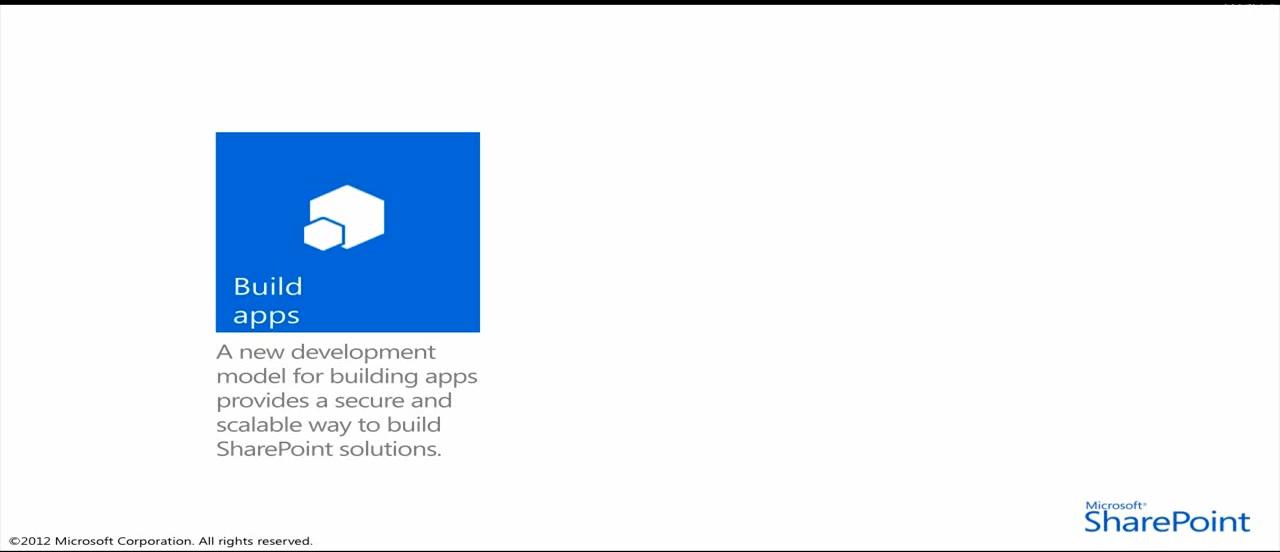 Build
apps
A new development
model for building apps
provides a secure and
scalable way to build
SharePoint solutions.
Microsoft®
SharePoint
©2012 Microsoft Corporation. All rights reserved.